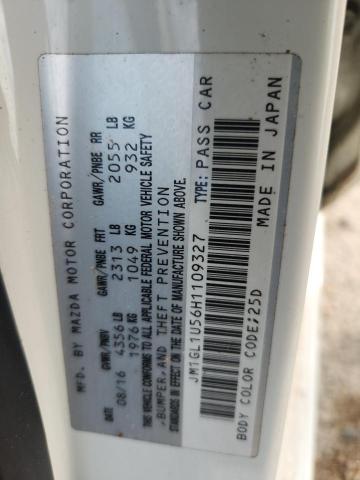 MFD. BY MAZDA MOTOR CORPORATION
DATE GVWR/PNBV GAWR/PNBE FRT GAWR/PNBE RR
08/16 4356 LB 2313 LB 2055 LB
1976 KG 1049 KG 932 KG
THIS VEHICLE CONFORMS TO ALL APPLICABLE FEDERAL MOTOR VEHICLE SAFETY
,BUMPER,AND THEFT PREVENTION
STANDARDS IN EFFECT ON THE DATE OF MANUFACTURE SHOWN ABOVE.
JM1GL1U56H1109327 TYPE: PASS CAR
BODY COLOR CODE:25D MADE IN JAPAN